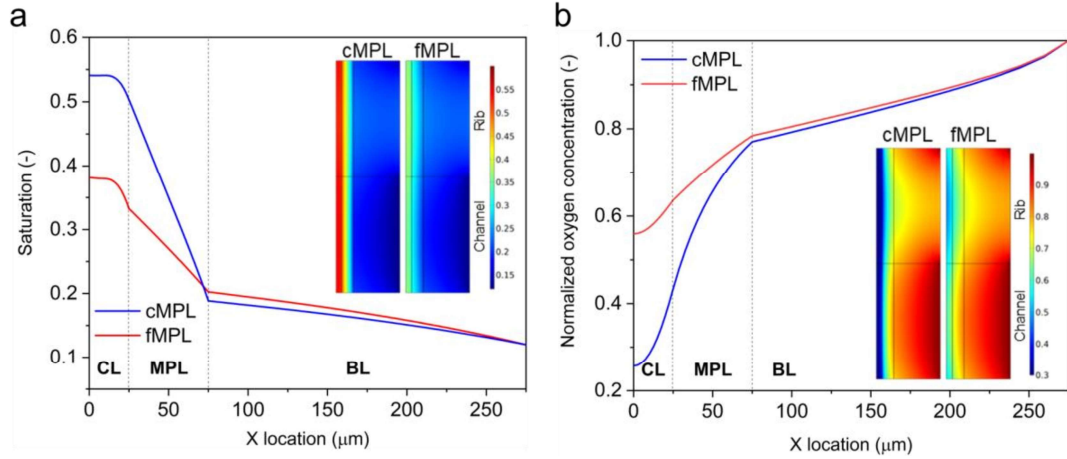 a
Saturation (-)
0.6
0.5
0.4
0.3
0.2
0.1
cMPL fMPL
0.55
0.5
0.45
0.4
0.35
0.3
0.25
0.2
0.15
Rib
Channel
cMPL
fMPL
CL MPL BL
0 50 100 150 200 250
X location (μm)
b
Normalized oxygen concentration (-)
1.0
0.8
0.6
0.4
0.2
cMPL
fMPL
cMPL fMPL
0.9
0.8
0.7
0.6
0.5
0.4
0.3
Rib
Channel
CL MPL BL
0 50 100 150 200 250
X location (μm)